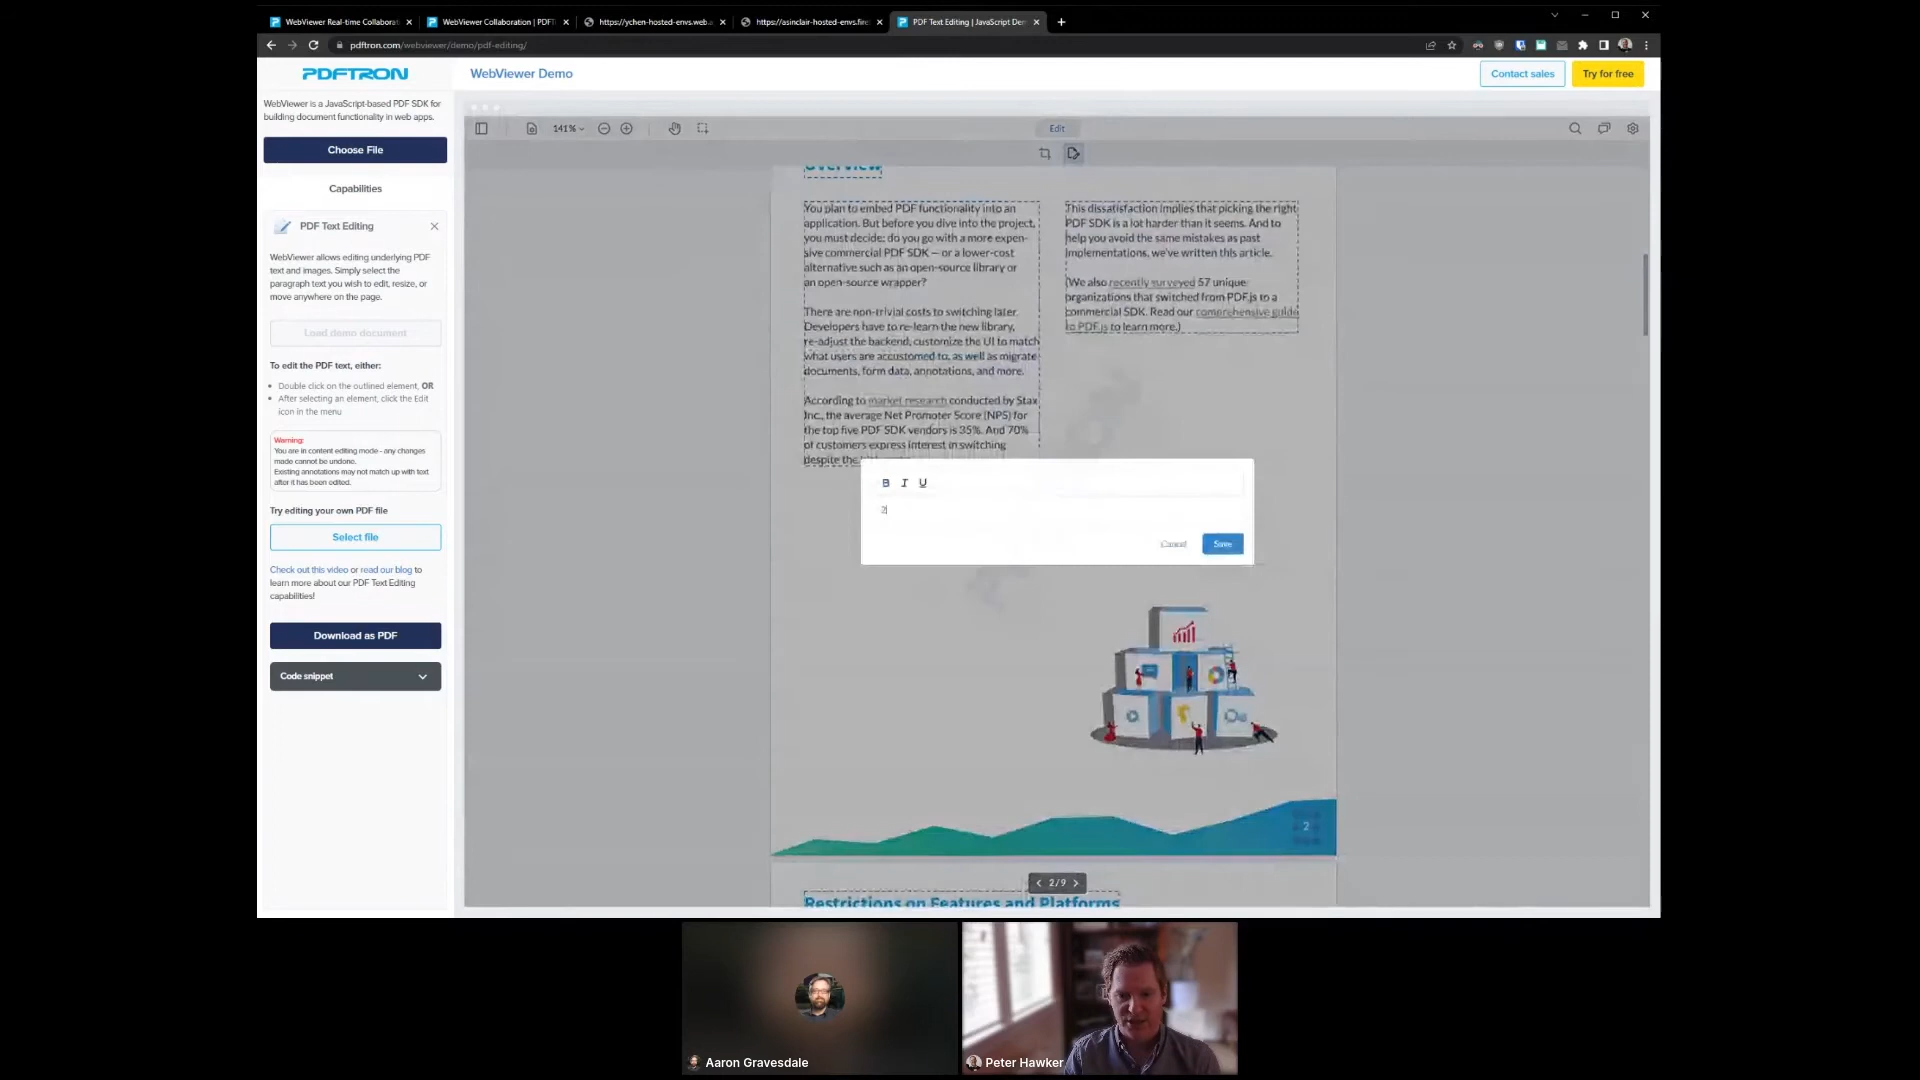 WebViewer Real-time Collaborat
WebViewer Collaboration | PDFT
https://ychen-hosted-envs.web.a
https://asinclair-hosted-envs.fire
PDF Text Editing | JavaScript Dem
pdftron.com/webviewer/demo/pdf-editing/
PDFTRON
WebViewer Demo
Contact sales
Try for free
WebViewer is a JavaScript-based PDF SDK for
building document functionality in web apps.
Choose File
Capabilities
PDF Text Editing
WebViewer allows editing underlying PDF
text and images. Simply select the
paragraph text you wish to edit, resize, or
move anywhere on the page.
Load demo document
To edit the PDF text, either:
Double click on the outlined element, OR
After selecting an element, click the Edit
icon in the menu
Warning:
You are in content editing mode - any changes
made cannot be undone.
Existing annotations may not match up with text
after it has been edited.
Try editing your own PDF file
Select file
Check out this video or read our blog to
learn more about our PDF Text Editing
capabilities!
Download as PDF
Code snippet
141%
Edit
Overview
You plan to embed PDF functionality into an
application. But before you dive into the project,
you must decide: do you go with a more expen-
sive commercial PDF SDK — or a lower-cost
alternative such as an open-source library or
an open-source wrapper?
There are non-trivial costs to switching later.
Developers have to re-learn the new library,
re-adjust the backend, customize the UI to match
what users are accustomed to, as well as migrate
documents, form data, annotations, and more.
According to market research conducted by Stax
Inc., the average Net Promoter Score (NPS) for
the top five PDF SDK vendors is 35%. And 70%
of customers express interest in switching
despite the
This dissatisfaction implies that picking the right
PDF SDK is a lot harder than it seems. And to
help you avoid the same mistakes as past
implementations, we've written this article.
(We also recently surveyed 57 unique
organizations that switched from PDF.js to a
commercial SDK. Read our comprehensive guide
to PDF.js to learn more.)
B I U
2
Cancel
Save
2
2/9
Restrictions on Features and Platforms
Aaron Gravesdale
Peter Hawker